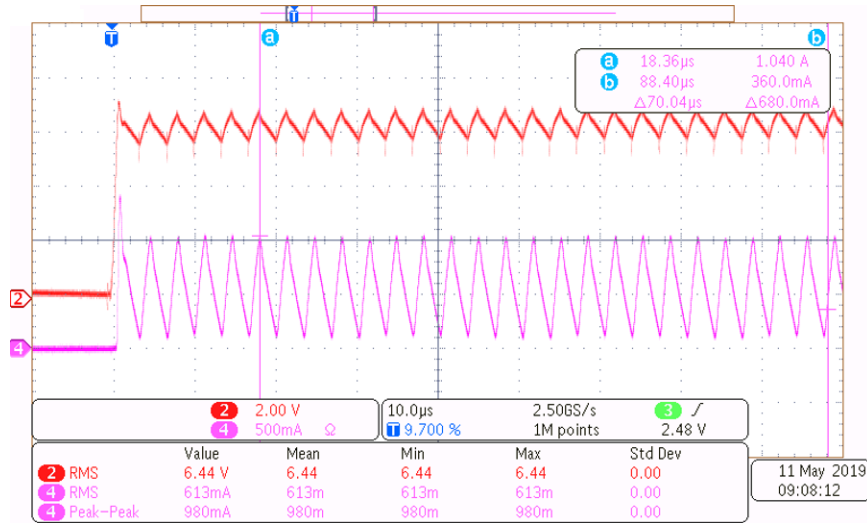 T
a
b
a 18.36µs 1.040 A
b 88.40µs 360.0mA
Δ70.04µs Δ680.0mA
T
2
4
2 2.00 V
4 500mA Ω
10.0µs 2.50GS/s 3 ∫
T 9.700 % 1M points 2.48 V
Value Mean Min Max Std Dev
2 RMS 6.44 V 6.44 6.44 6.44 0.00
4 RMS 613mA 613m 613m 613m 0.00
4 Peak-Peak 980mA 980m 980m 980m 0.00
11 May 2019
09:08:12